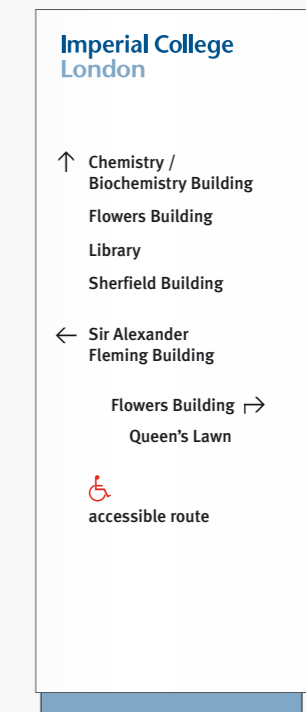 Imperial College
London
Chemistry /
Biochemistry Building
Flowers Building
Library
Sherfield Building
Sir Alexander
Fleming Building
Flowers Building
Queen's Lawn
accessible route